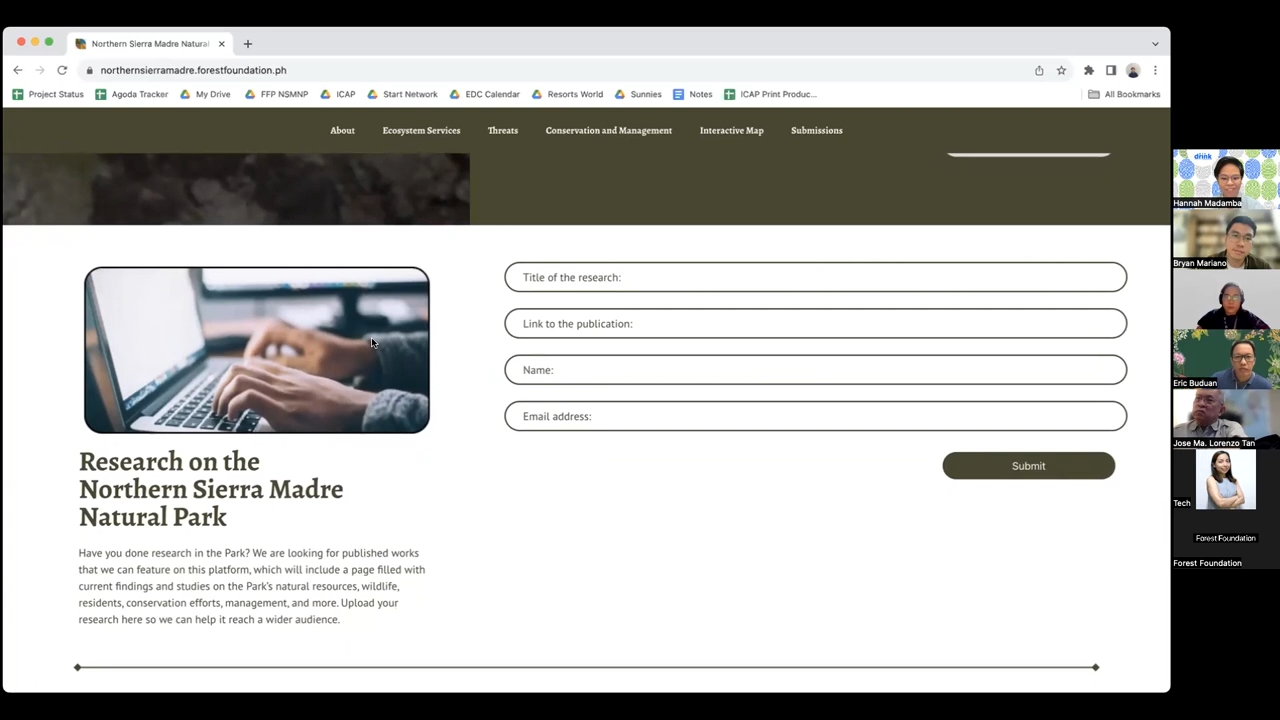 Northern Sierra Madre Natural
northernsierramadre.forestfoundation.ph
Project Status
Agoda Tracker
My Drive
FFP NSMNP
ICAP
Start Network
EDC Calendar
Resorts World
Sunnies
Notes
ICAP Print Produc...
All Bookmarks
About
Ecosystem Services
Threats
Conservation and Management
Interactive Map
Submissions
Title of the research:
Link to the publication:
Name:
Email address:
Submit
Research on the
Northern Sierra Madre
Natural Park
Have you done research in the Park? We are looking for published works
that we can feature on this platform, which will include a page filled with
current findings and studies on the Park's natural resources, wildlife,
residents, conservation efforts, management, and more. Upload your
research here so we can help it reach a wider audience.
drink
Hannah Madamba
Bryan Mariano
Eric Buduan
Jose Ma. Lorenzo Tan
Tech
Forest Foundation
Forest Foundation